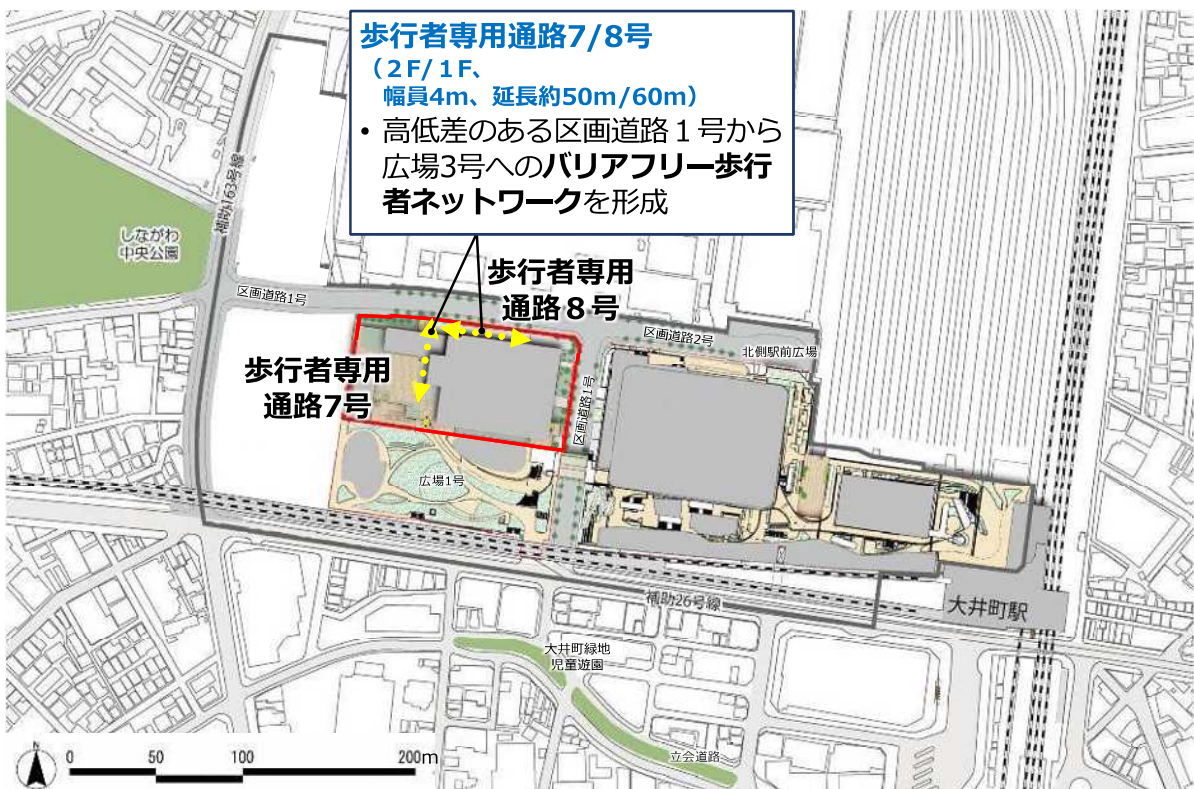 歩行者専用通路7/8号
（２F/１F、
幅員4m、延長約50m/60m）
• 高低差のある区画道路１号から
広場3号へのバリアフリー歩行
者ネットワークを形成
補助163号線
しながわ
中央公園
歩行者専用
通路８号
区画道路1号
区画道路2号
北側駅前広場
歩行者専用
通路7号
区画道路1号
広場1号
補助26号線
大井町駅
大井町緑地
児童遊園
立会道路
N
0 50 100 200m